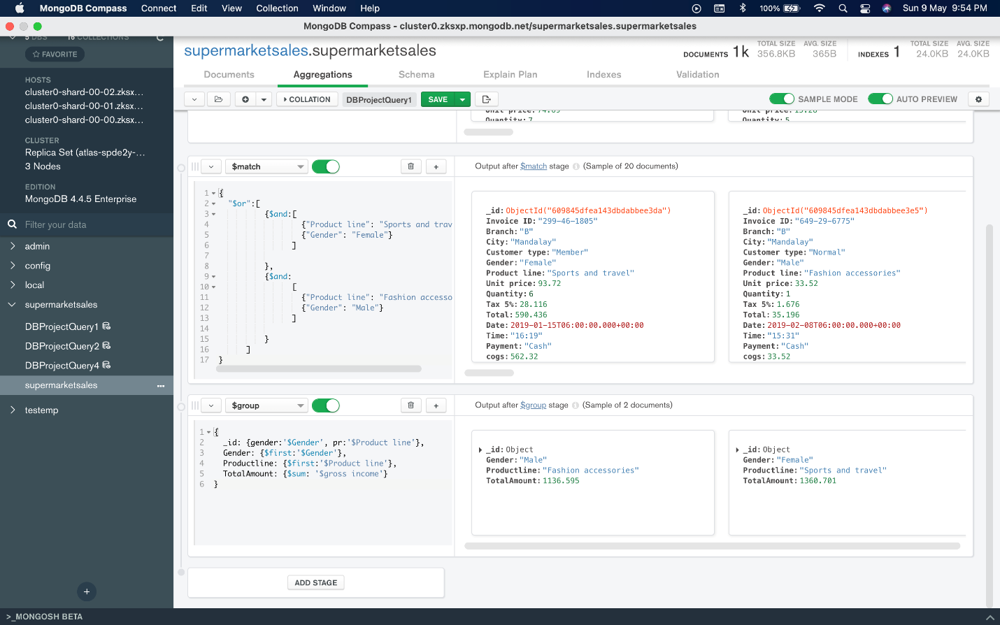 MongoDB Compass Connect Edit View Collection Window Help 100% Sun 9 May 9:54 PM
MongoDB Compass - cluster0.zksxp.mongodb.net/supermarketsales.supermarketsales
5 DBS 16 COLLECTIONS
FAVORITE
HOSTS
cluster0-shard-00-02.zksx...
cluster0-shard-00-01.zksx...
cluster0-shard-00-00.zksx...
CLUSTER
Replica Set (atlas-spde2y-...
3 Nodes
EDITION
MongoDB 4.4.5 Enterprise
Filter your data
admin
config
local
supermarketsales
DBProjectQuery1
DBProjectQuery2
DBProjectQuery4
supermarketsales ...
testemp
+
supermarketsales.supermarketsales
DOCUMENTS 1k TOTAL SIZE 356.8KB AVG. SIZE 365B INDEXES 1 TOTAL SIZE 24.0KB AVG. SIZE 24.0KB
Documents Aggregations Schema Explain Plan Indexes Validation
COLLATION DBProjectQuery1 SAVE SAMPLE MODE AUTO PREVIEW
Unit price: 74.69
Quantity: 7
Unit price: 15.28
Quantity: 5
$match
+
Output after $match stage (Sample of 20 documents)
1 {
2 "$or":[
3 {$and:[
4 {"Product line": "Sports and trav
5 {"Gender": "Female"}
6 ]
7
8 },
9 {$and:
10 [
11 {"Product line": "Fashion accesso
12 {"Gender": "Male"}
13 ]
14
15 }
16 ]
17 }
_id: ObjectId("609845dfea143dbdabbee3da")
Invoice ID: "299-46-1805"
Branch: "B"
City: "Mandalay"
Customer type: "Member"
Gender: "Female"
Product line: "Sports and travel"
Unit price: 93.72
Quantity: 6
Tax 5%: 28.116
Total: 590.436
Date: 2019-01-15T06:00:00.000+00:00
Time: "16:19"
Payment: "Cash"
cogs: 562.32
_id: ObjectId("609845dfea143dbdabbee3e5")
Invoice ID: "649-29-6775"
Branch: "B"
City: "Mandalay"
Customer type: "Normal"
Gender: "Male"
Product line: "Fashion accessories"
Unit price: 33.52
Quantity: 1
Tax 5%: 1.676
Total: 35.196
Date: 2019-02-08T06:00:00.000+00:00
Time: "15:31"
Payment: "Cash"
cogs: 33.52
$group
+
Output after $group stage (Sample of 2 documents)
1 {
2 _id: {gender:'$Gender', pr:'$Product line'},
3 Gender: {$first:'$Gender'},
4 Productline: {$first:'$Product line'},
5 TotalAmount: {$sum: '$gross income'}
6 }
_id: Object
Gender: "Male"
Productline: "Fashion accessories"
TotalAmount: 1136.595
_id: Object
Gender: "Female"
Productline: "Sports and travel"
TotalAmount: 1360.701
ADD STAGE
>_MONGOSH BETA